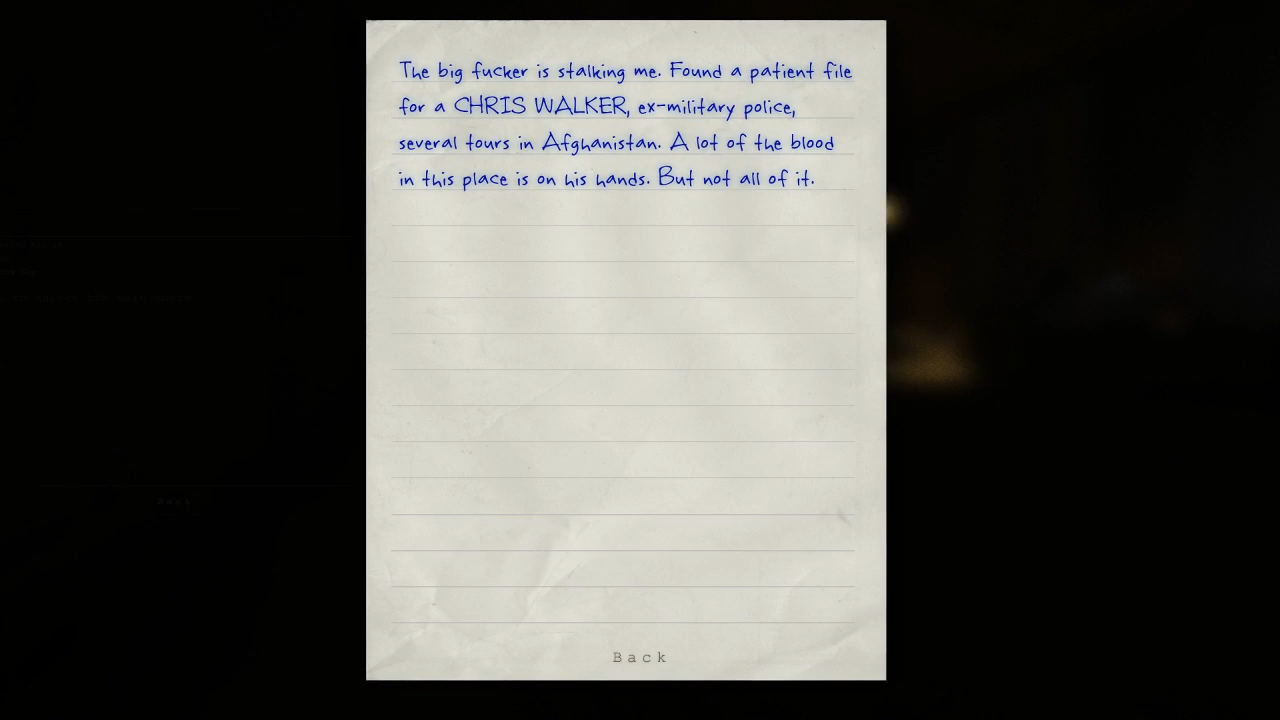 The big fucker is stalking me. Found a patient file
for a CHRIS WALKER, ex-military police,
several tours in Afghanistan. A lot of the blood
in this place is on his hands. But not all of it.
Back